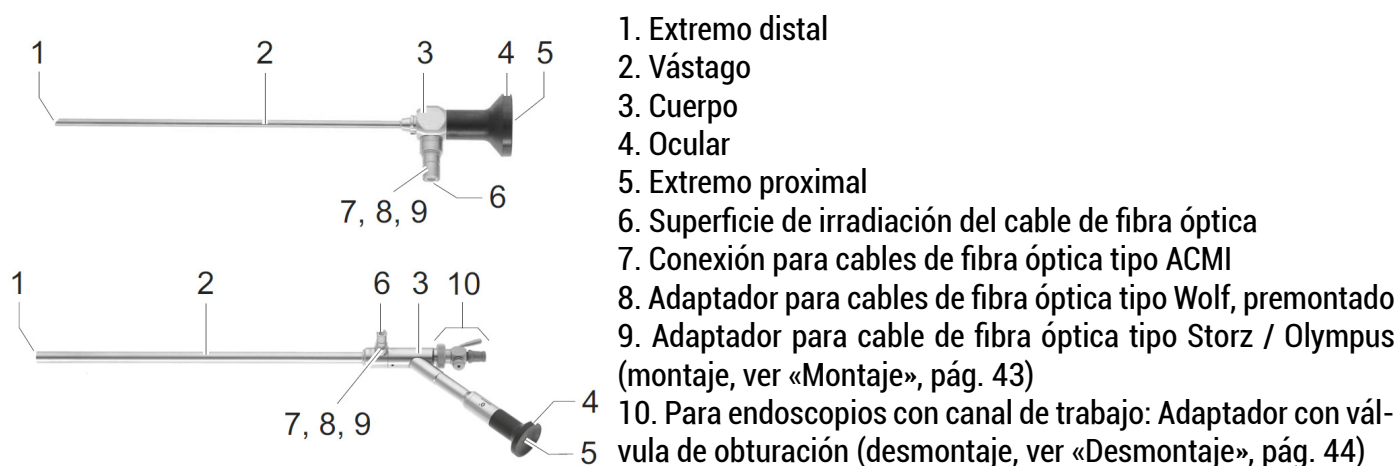 1 2 3 4 5
7, 8, 9 6
1 2 6 3 10
7, 8, 9 4
5
1. Extremo distal
2. Vástago
3. Cuerpo
4. Ocular
5. Extremo proximal
6. Superficie de irradiación del cable de fibra óptica
7. Conexión para cables de fibra óptica tipo ACMI
8. Adaptador para cables de fibra óptica tipo Wolf, premontado
9. Adaptador para cable de fibra óptica tipo Storz / Olympus
(montaje, ver «Montaje», pág. 43)
10. Para endoscopios con canal de trabajo: Adaptador con vál-
vula de obturación (desmontaje, ver «Desmontaje», pág. 44)